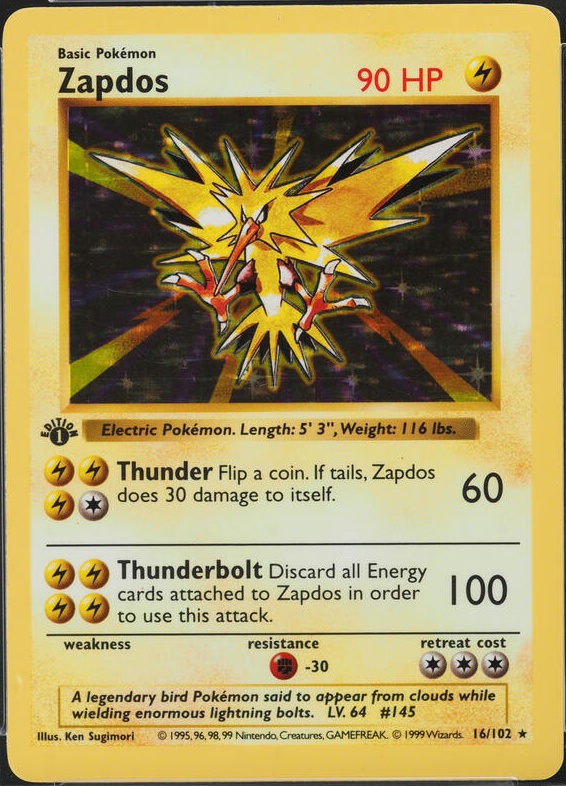 Basic Pokémon
Zapdos 90 HP
EDITION 1
Electric Pokémon. Length: 5' 3", Weight: 116 lbs.
Thunder Flip a coin. If tails, Zapdos
does 30 damage to itself. 60
Thunderbolt Discard all Energy
cards attached to Zapdos in order
to use this attack. 100
weakness resistance retreat cost
-30
A legendary bird Pokémon said to appear from clouds while
wielding enormous lightning bolts. LV. 64 #145
Illus. Ken Sugimori © 1995, 96, 98, 99 Nintendo, Creatures, GAMEFREAK. © 1999 Wizards. 16/102 ★